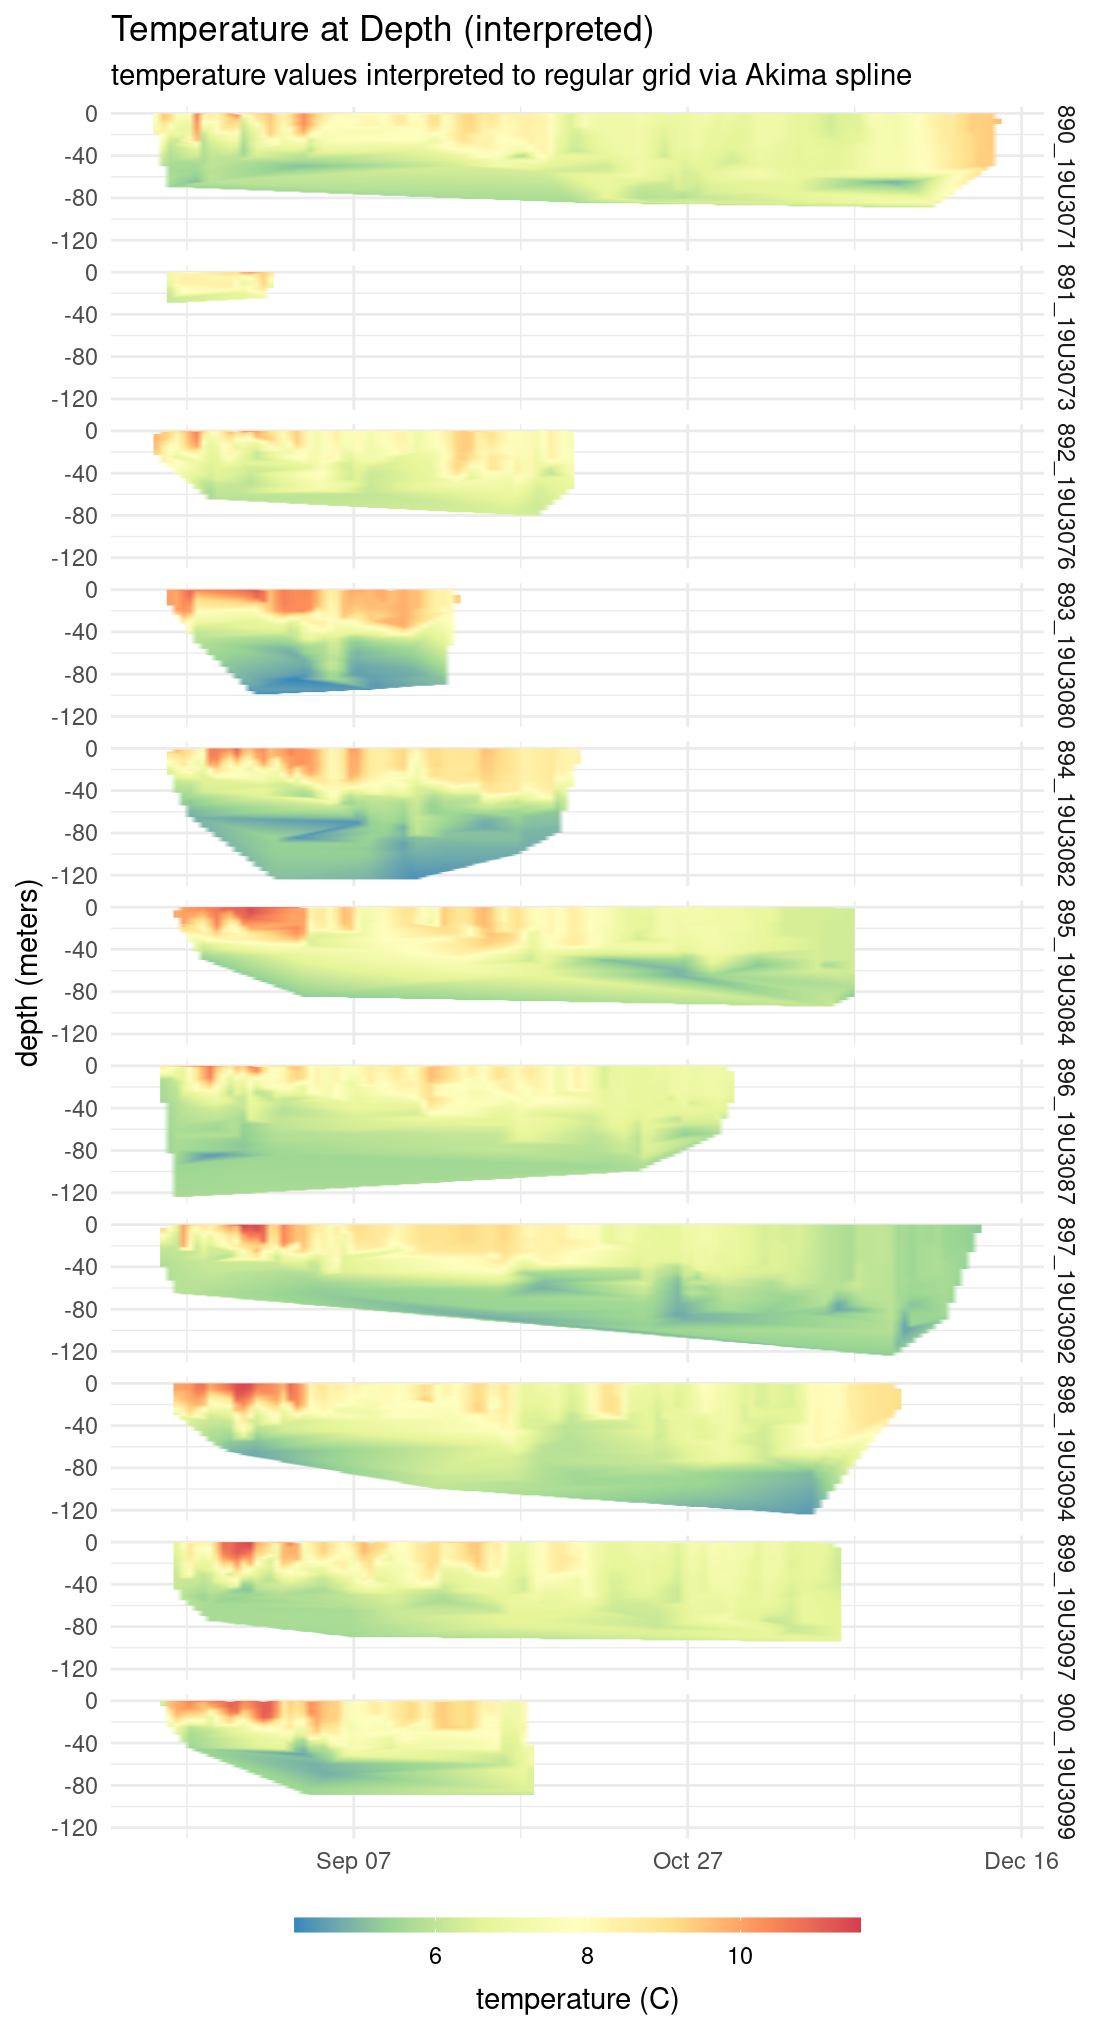 Temperature at Depth (interpreted)
temperature values interpreted to regular grid via Akima spline
depth (meters)
0
-40
-80
-120
890_19U3071
0
-40
-80
-120
891_19U3073
0
-40
-80
-120
892_19U3076
0
-40
-80
-120
893_19U3080
0
-40
-80
-120
894_19U3082
0
-40
-80
-120
895_19U3084
0
-40
-80
-120
896_19U3087
0
-40
-80
-120
897_19U3092
0
-40
-80
-120
898_19U3094
0
-40
-80
-120
899_19U3097
0
-40
-80
-120
900_19U3099
Sep 07 Oct 27 Dec 16
6 8 10
temperature (C)